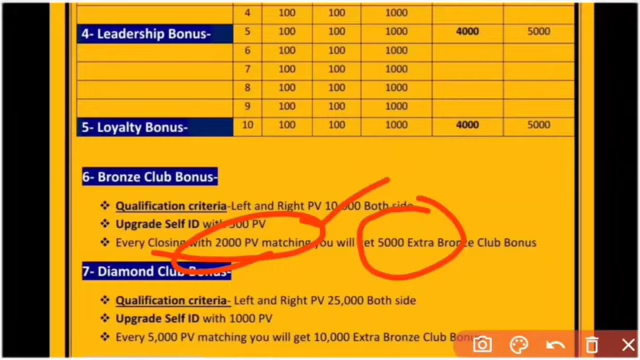 4 100 100 1000
4- Leadership Bonus- 5 100 100 1000 4000 5000
6 100 100 1000
7 100 100 1000
8 100 100 1000
9 100 100 1000
5- Loyalty Bonus- 10 100 100 1000 4000 5000
6- Bronze Club Bonus-
❖ Qualification criteria-Left and Right PV 10,000 Both side
❖ Upgrade Self ID with 500 PV
❖ Every Closing with 2000 PV matching you will get 5000 Extra Bronze Club Bonus
7- Diamond Club Bonus-
❖ Qualification criteria- Left and Right PV 25,000 Both side
❖ Upgrade Self ID with 1000 PV
❖ Every 5,000 PV matching you will get 10,000 Extra Bronze Club